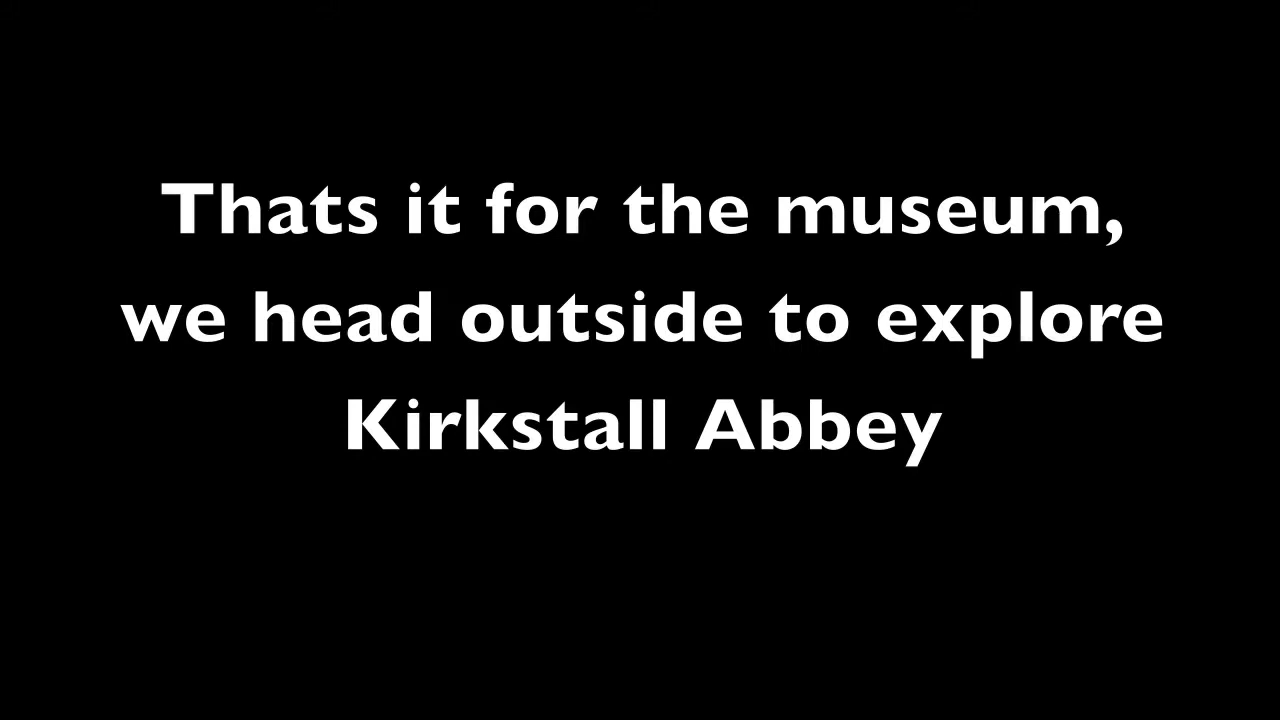 Thats it for the museum,
we head outside to explore
Kirkstall Abbey